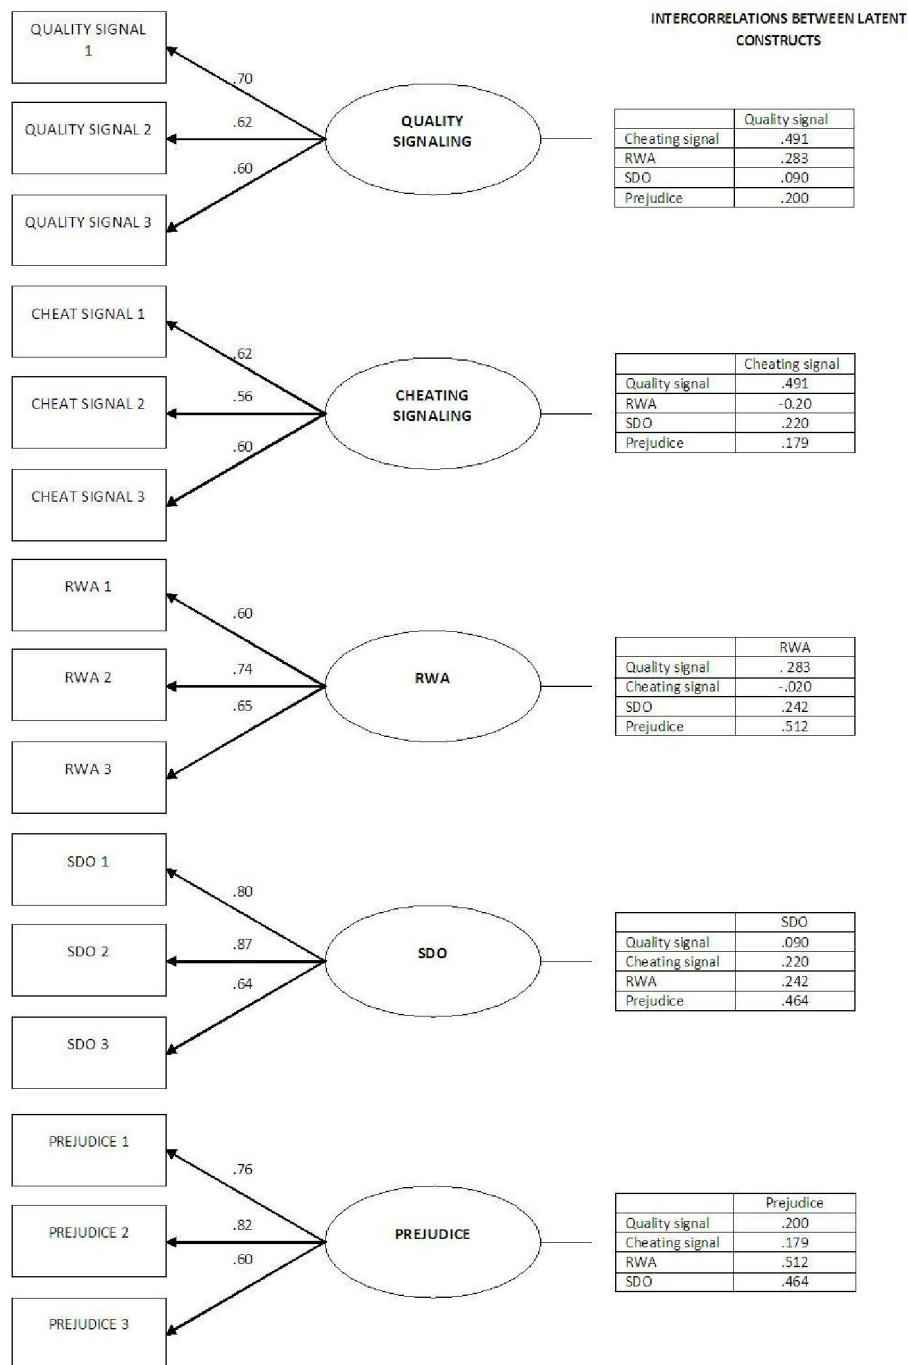 INTERCORRELATIONS BETWEEN LATENT
CONSTRUCTS
QUALITY SIGNAL
1
QUALITY SIGNAL 2
QUALITY SIGNAL 3
.70
.62
.60
QUALITY
SIGNALING
Quality signal
Cheating signal .491
RWA .283
SDO .090
Prejudice .200
CHEAT SIGNAL 1
CHEAT SIGNAL 2
CHEAT SIGNAL 3
.62
.56
.60
CHEATING
SIGNALING
Cheating signal
Quality signal .491
RWA -0.20
SDO .220
Prejudice .179
RWA 1
RWA 2
RWA 3
.60
.74
.65
RWA
RWA
Quality signal . 283
Cheating signal -.020
SDO .242
Prejudice .512
SDO 1
SDO 2
SDO 3
.80
.87
.64
SDO
SDO
Quality signal .090
Cheating signal .220
RWA .242
Prejudice .464
PREJUDICE 1
PREJUDICE 2
PREJUDICE 3
.76
.82
.60
PREJUDICE
Prejudice
Quality signal .200
Cheating signal .179
RWA .512
SDO .464